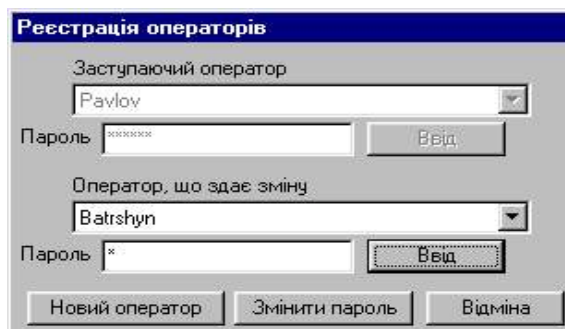 Реєстрація операторів
Заступаючий оператор
Pavlov
Пароль ****** Ввід
Оператор, що здає зміну
Batrshyn
Пароль * Ввід
Новий оператор Змінити пароль Відміна